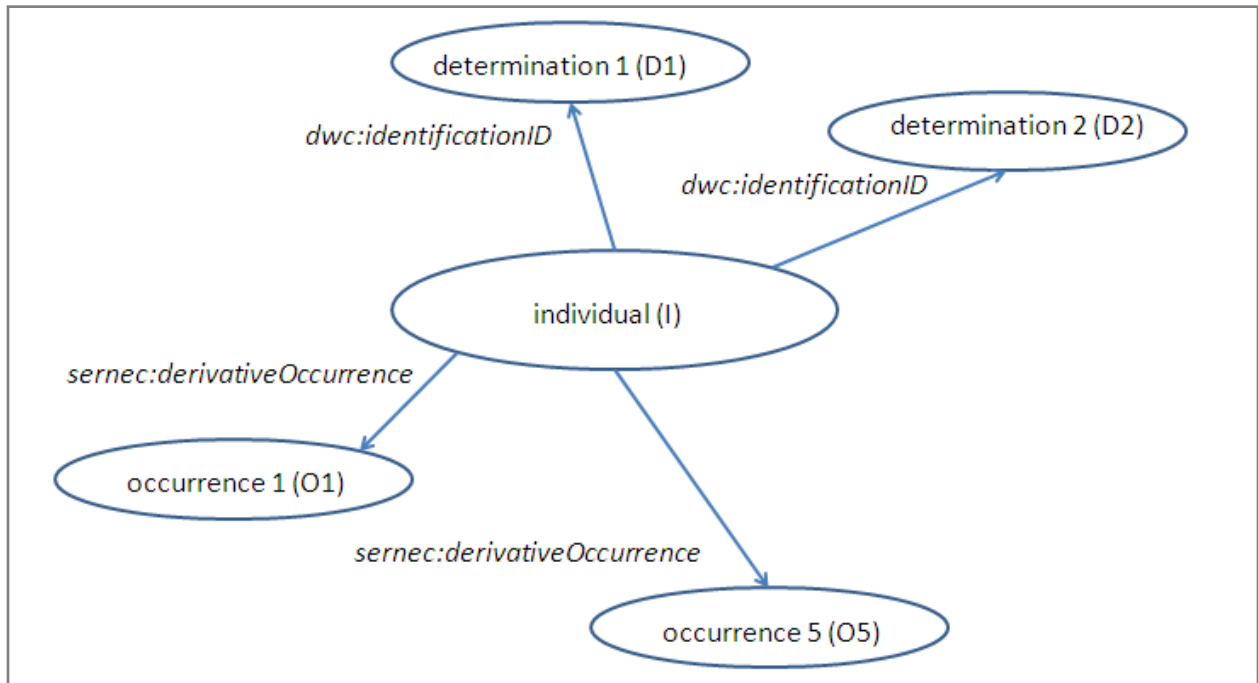 determination 1 (D1)
dwc:identificationID
determination 2 (D2)
dwc:identificationID
individual (I)
sernec:derivativeOccurrence
occurrence 1 (O1)
sernec:derivativeOccurrence
occurrence 5 (O5)